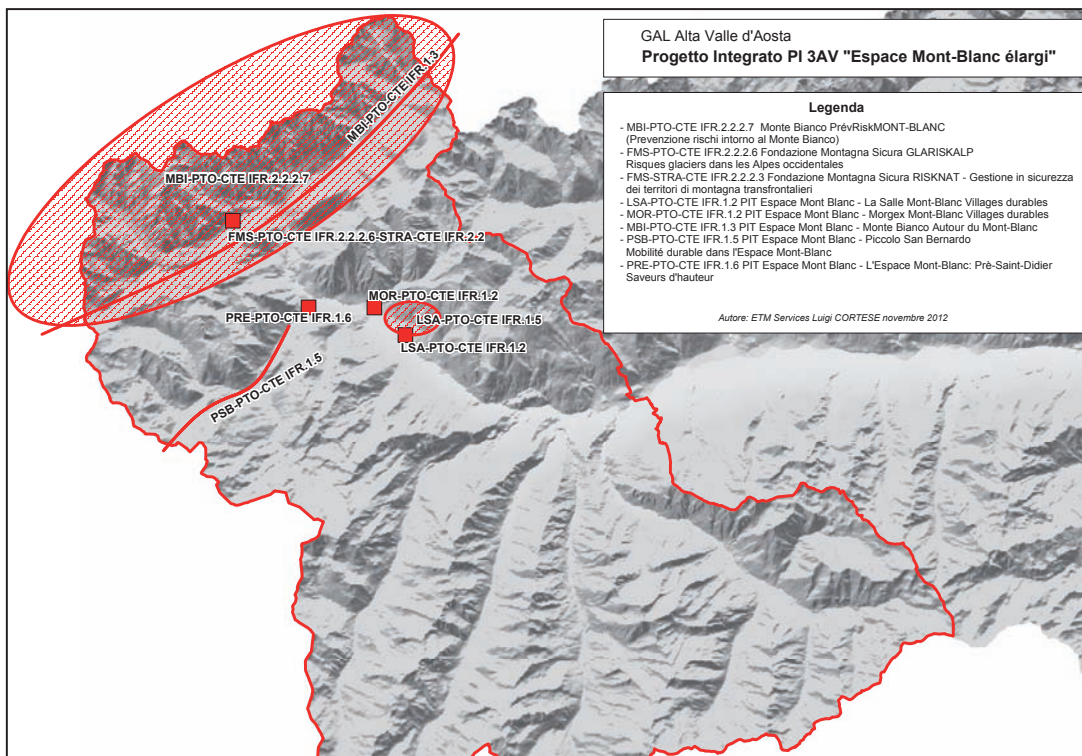 GAL Alta Valle d'Aosta
Progetto Integrato PI 3AV "Espace Mont-Blanc élargi"
Legenda
- MBI-PTO-CTE IFR.2.2.2.7 Monte Bianco PrévRiskMONT-BLANC
(Prevenzione rischi intorno al Monte Bianco)
- FMS-PTO-CTE IFR.2.2.2.6 Fondazione Montagna Sicura GLARISKALP
Risques glaciers dans les Alpes occidentales
- FMS-STRA-CTE IFR.2.2.2.3 Fondazione Montagna Sicura RISKNAT - Gestione in sicurezza
dei territori di montagna transfrontalieri
- LSA-PTO-CTE IFR.1.2 PIT Espace Mont Blanc - La Salle Mont-Blanc Villages durables
- MOR-PTO-CTE IFR.1.2 PIT Espace Mont Blanc - Morgex Mont-Blanc Villages durables
- MBI-PTO-CTE IFR.1.3 PIT Espace Mont Blanc - Monte Bianco Autour du Mont-Blanc
- PSB-PTO-CTE IFR.1.5 PIT Espace Mont Blanc - Piccolo San Bernardo
Mobilité durable dans l'Espace Mont-Blanc
- PRE-PTO-CTE IFR.1.6 PIT Espace Mont Blanc - L'Espace Mont-Blanc: Prè-Saint-Didier
Saveurs d'hauteur
Autore: ETM Services Luigi CORTESE novembre 2012
MBI-PTO-CTE IFR.1.3
MBI-PTO-CTE IFR.2.2.2.7
FMS-PTO-CTE IFR.2.2.2.6-STRA-CTE IFR.2.2
MOR-PTO-CTE IFR.1.2
PRE-PTO-CTE IFR.1.6
LSA-PTO-CTE IFR.1.5
LSA-PTO-CTE IFR.1.2
PSB-PTO-CTE IFR.1.5